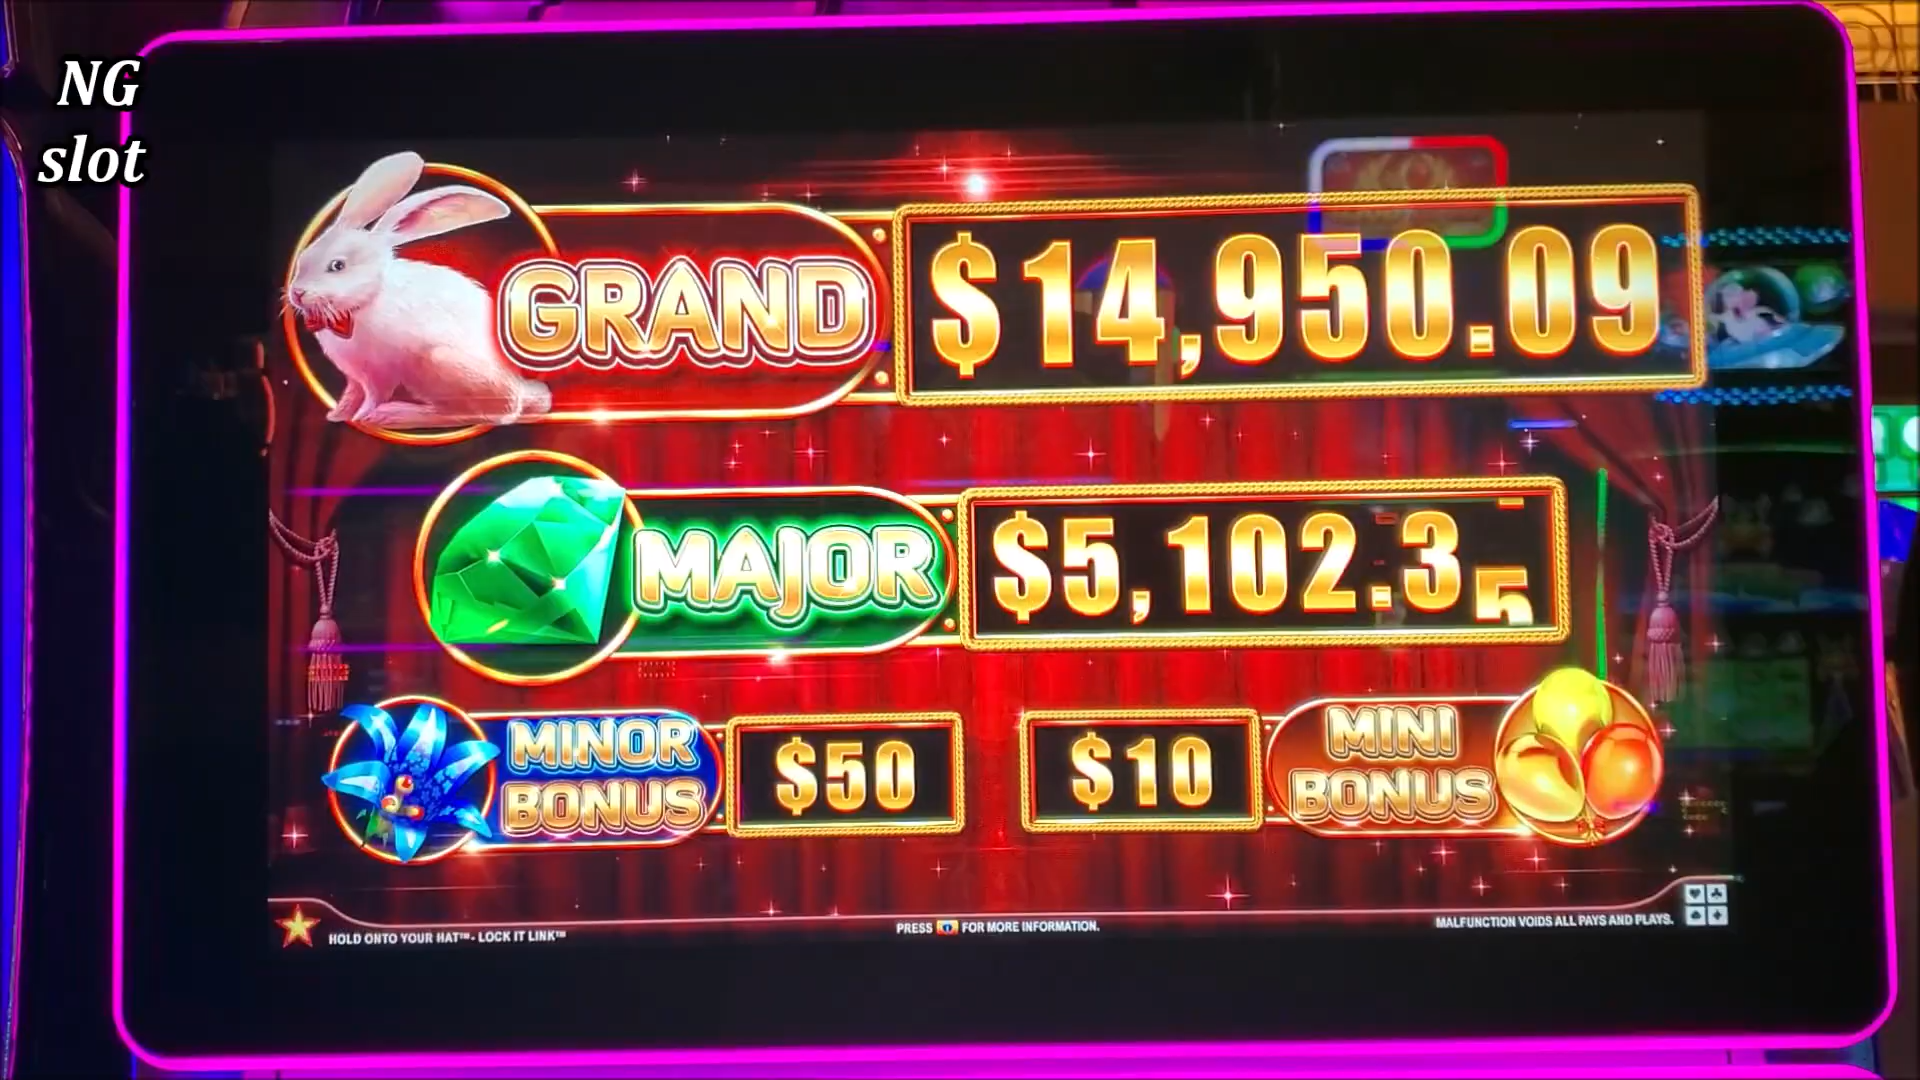 NG
slot
GRAND
$14,950.09
MAJOR
$5,102.35
MINOR
BONUS
$50
$10
MINI
BONUS
HOLD ONTO YOUR HAT™- LOCK IT LINK™
PRESS FOR MORE INFORMATION.
MALFUNCTION VOIDS ALL PAYS AND PLAYS.